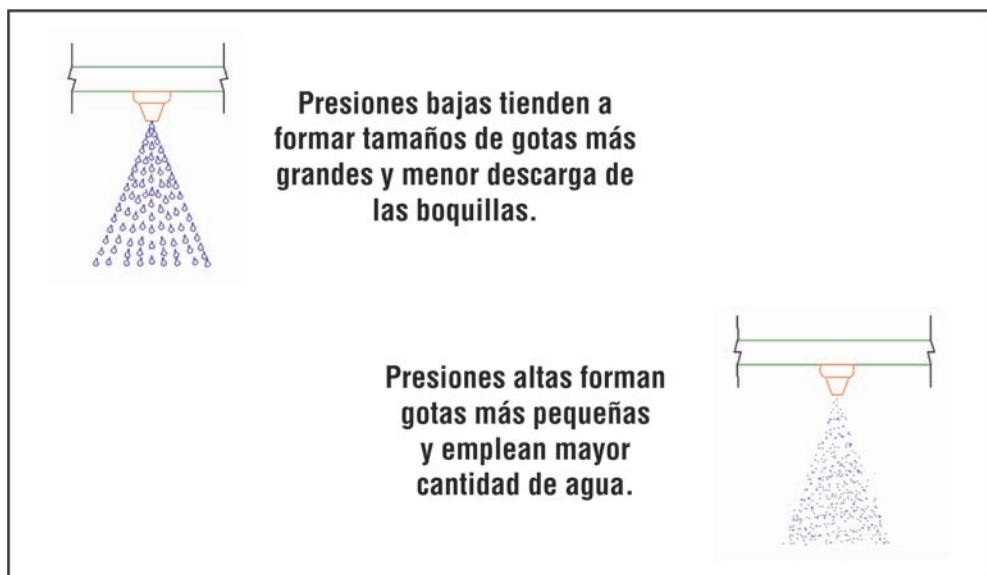 Presiones bajas tienden a
formar tamaños de gotas más
grandes y menor descarga de
las boquillas.
Presiones altas forman
gotas más pequeñas
y emplean mayor
cantidad de agua.